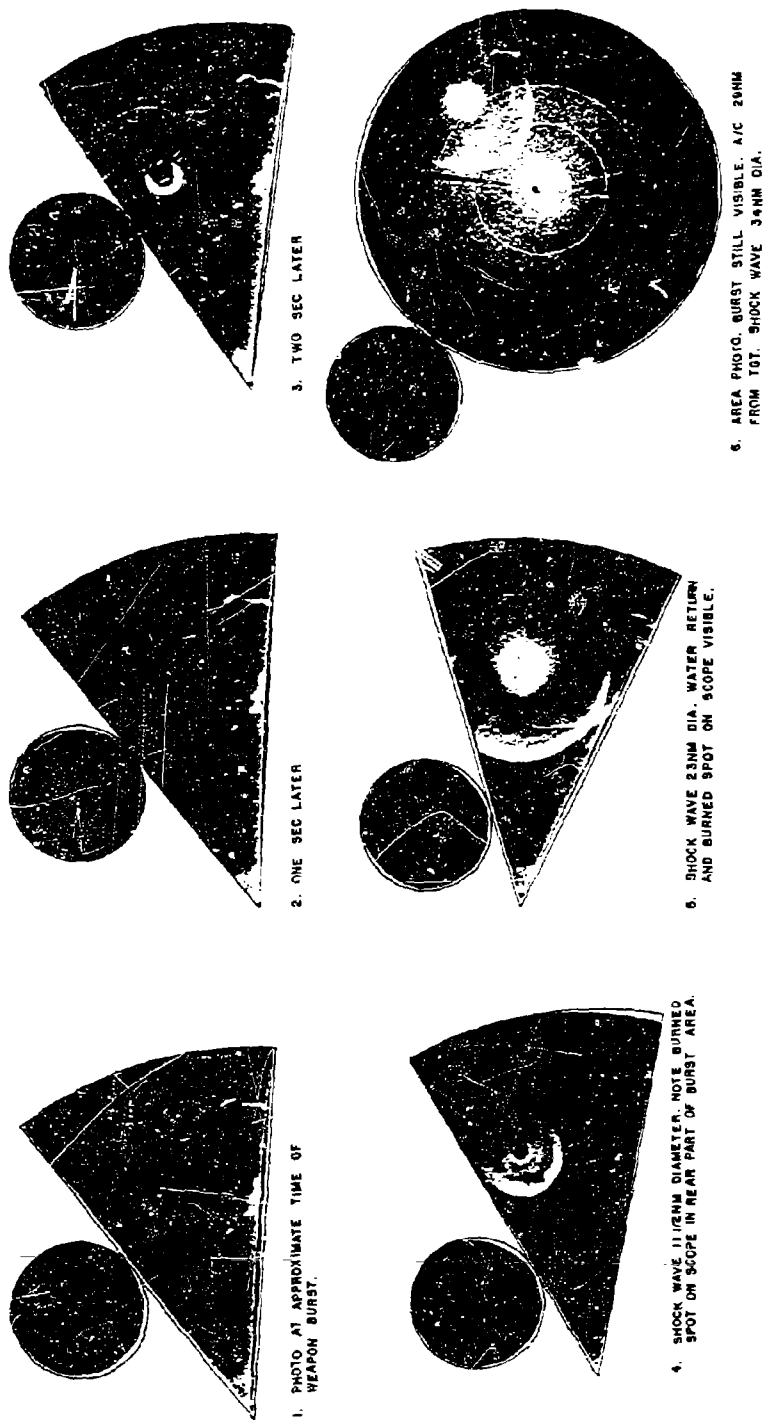 1. PHOTO AT APPROXIMATE TIME OF
WEAPON BURST.
2. ONE SEC LATER
3. TWO SEC LATER
4. SHOCK WAVE 11 1/2NM DIAMETER. NOTE BURNED
SPOT ON SCOPE IN REAR PART OF BURST AREA.
5. SHOCK WAVE 23NM DIA. WATER RETURN
AND BURNED SPOT ON SCOPE VISIBLE.
6. AREA PHOTO. BURST STILL VISIBLE. A/C 29NM
FROM TGT. SHOCK WAVE 34NM DIA.